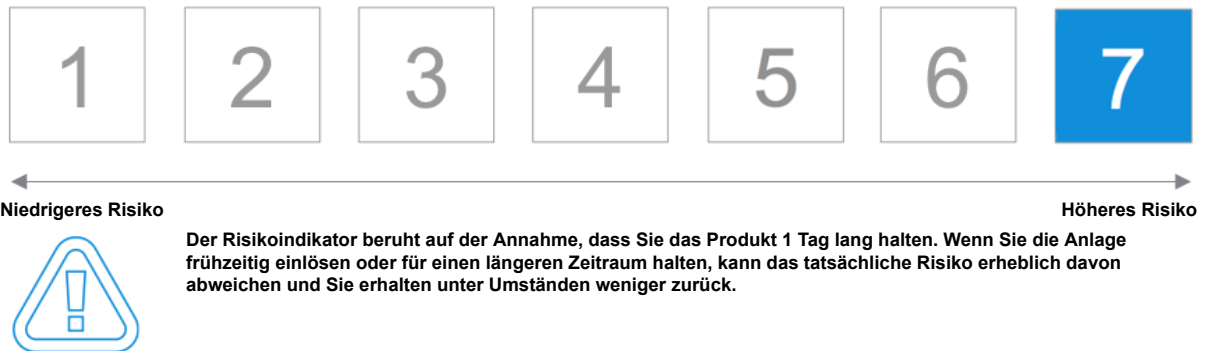 1 2 3 4 5 6 7
Niedrigeres Risiko Höheres Risiko
Der Risikoindikator beruht auf der Annahme, dass Sie das Produkt 1 Tag lang halten. Wenn Sie die Anlage
frühzeitig einlösen oder für einen längeren Zeitraum halten, kann das tatsächliche Risiko erheblich davon
abweichen und Sie erhalten unter Umständen weniger zurück.